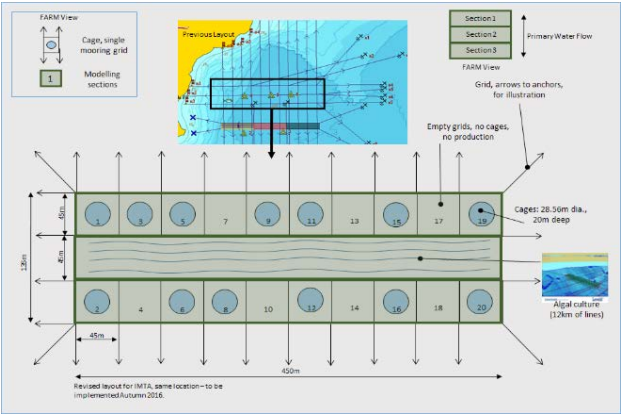 FARM View
Cage, single
mooring grid
1
Modelling
sections
Previous Layout
Section 1
Section 2
Section 3
Primary Water Flow
FARM View
Grid, arrows to anchors,
for illustration
Empty grids, no cages,
no production
Cages: 28.56m dia.,
20m deep
1 3 5 7 9 11 13 15 17 19
45m
135m
45m
Algal culture
(12km of lines)
2 4 6 8 10 12 14 16 18 20
45m
450m
Revised layout for IMTA, same location – to be
implemented Autumn 2016.